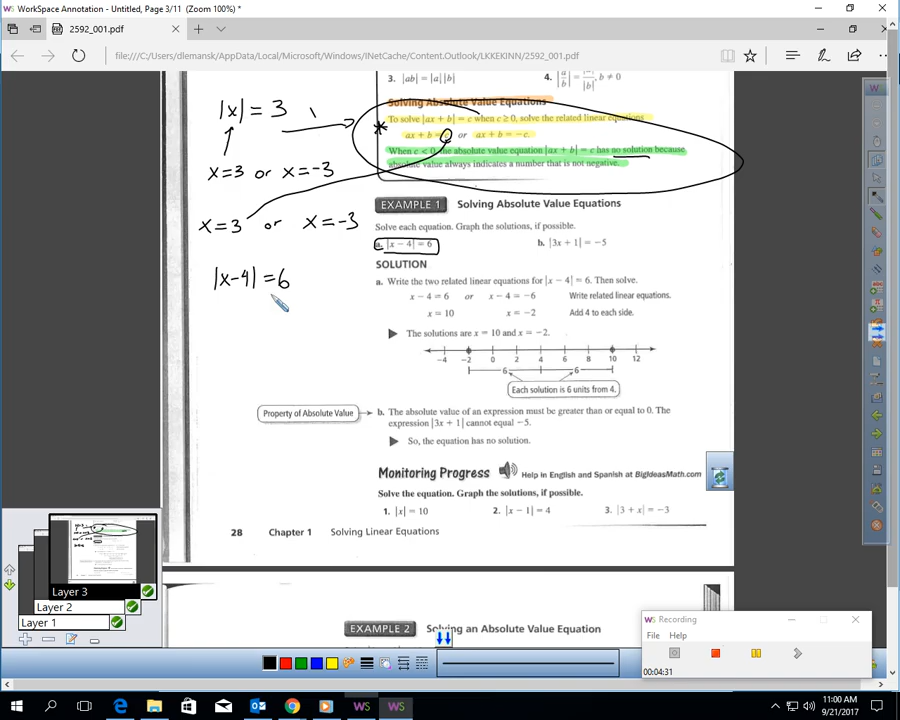 WorkSpace Annotation - Untitled, Page 3/11
2592_001.pdf
file:///C:/Users/dlemansk/AppData/Local/Microsoft/Windows/INetCache/Content.Outlook/LKKEKINN/2592_001.pdf
3. |ab| = |a| |b|
4. |a/b| = |a|/|b|, b ≠ 0
Solving Absolute Value Equations
To solve |ax + b| = c when c ≥ 0, solve the related linear equations
ax + b = c or ax + b = −c.
When c < 0, the absolute value equation |ax + b| = c has no solution because
absolute value always indicates a number that is not negative.
|x| = 3
x=3 or x=-3
x=3 or x=-3
|x-4| = 6
EXAMPLE 1 Solving Absolute Value Equations
Solve each equation. Graph the solutions, if possible.
a. |x − 4| = 6
b. |3x + 1| = −5
SOLUTION
a. Write the two related linear equations for |x − 4| = 6. Then solve.
x − 4 = 6 or x − 4 = −6 Write related linear equations.
x = 10 x = −2 Add 4 to each side.
The solutions are x = 10 and x = −2.
−4 −2 0 2 4 6 8 10 12
6 6
Each solution is 6 units from 4.
Property of Absolute Value
b. The absolute value of an expression must be greater than or equal to 0. The
expression |3x + 1| cannot equal −5.
So, the equation has no solution.
Monitoring Progress Help in English and Spanish at BigIdeasMath.com
Solve the equation. Graph the solutions, if possible.
1. |x| = 10 2. |x − 1| = 4 3. |3 + x| = −3
28 Chapter 1 Solving Linear Equations
EXAMPLE 2 Solving an Absolute Value Equation
Layer 3
Layer 2
Layer 1
Recording
File Help
00:04:31
11:00 AM
9/21/2017